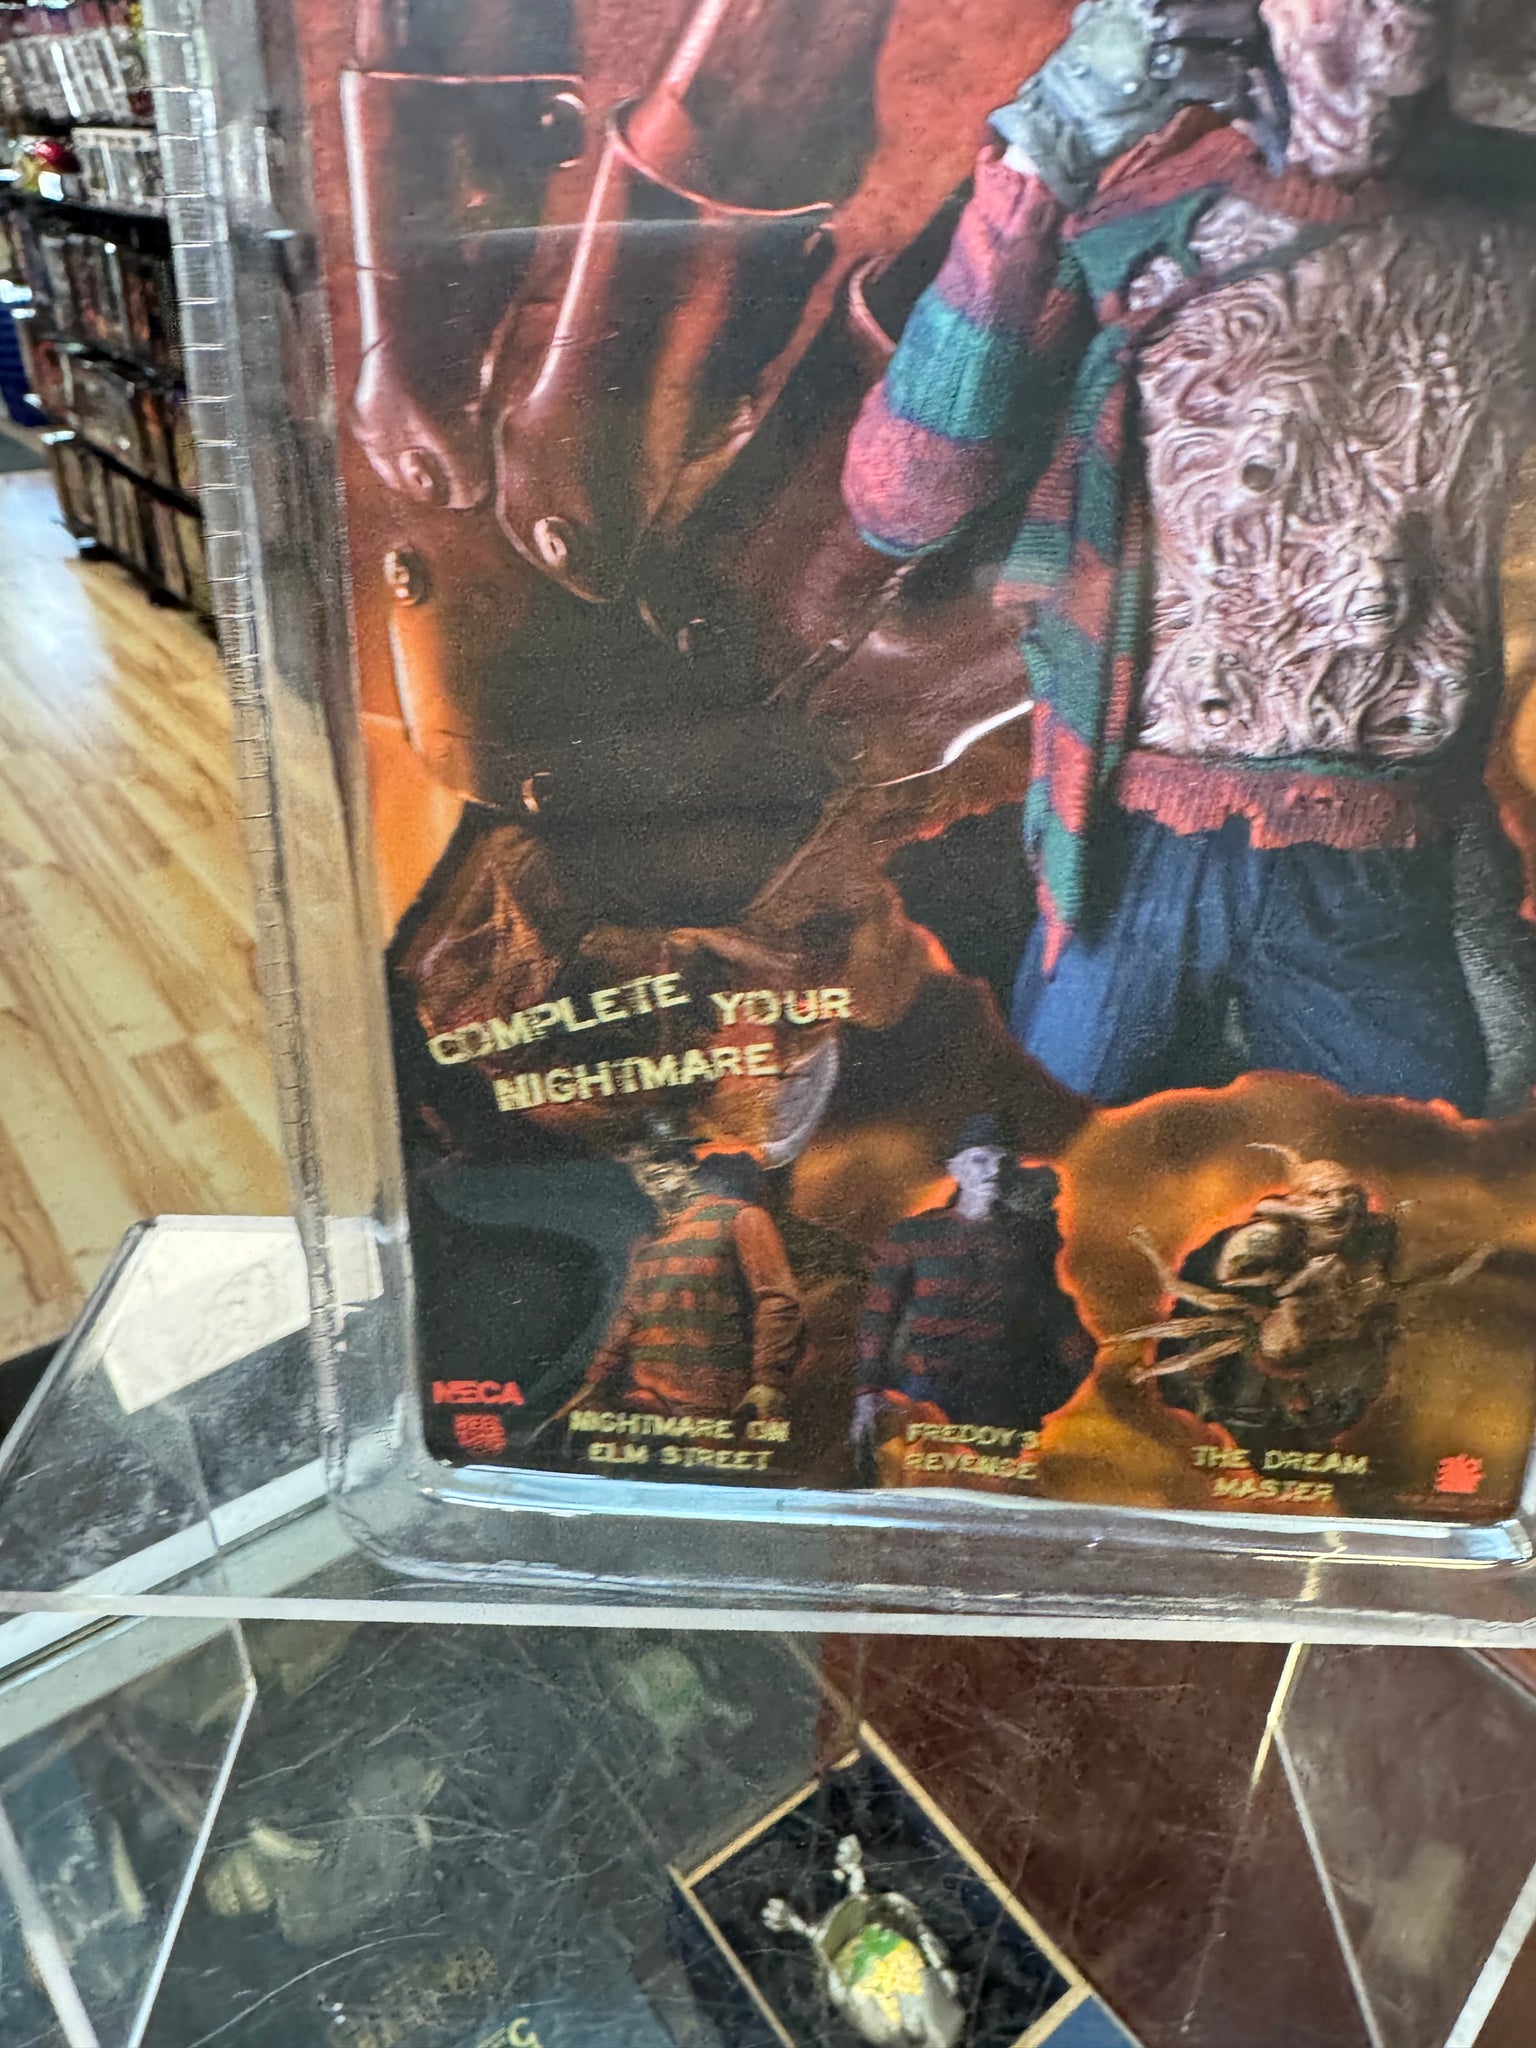 COMPLETE YOUR
NIGHTMARE
NECA
NIGHTMARE ON
ELM STREET
FREDDY'S
REVENGE
THE DREAM
MASTER